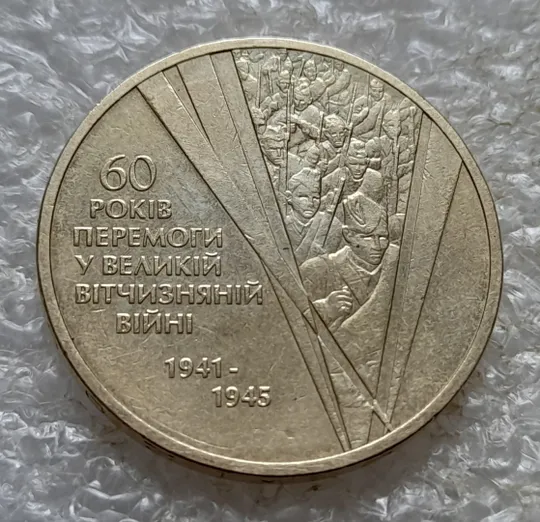 60
РОКІВ
ПЕРЕМОГИ
У ВЕЛИКІЙ
ВІТЧИЗНЯНІЙ
ВІЙНІ
1941-
1945